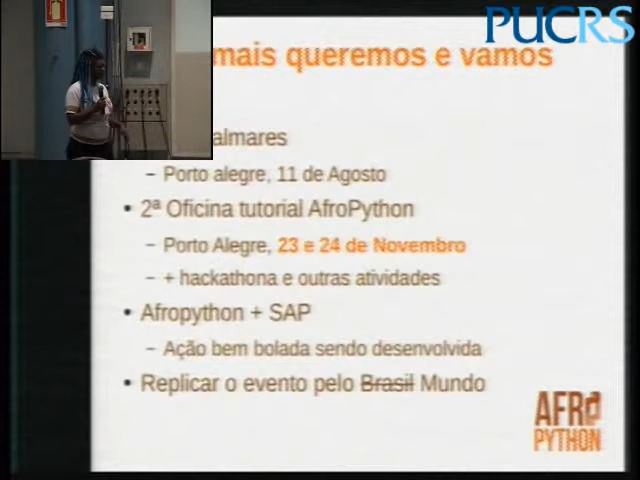 PUCRS
mais queremos e vamos
almares
– Porto alegre, 11 de Agosto
• 2ª Oficina tutorial AfroPython
– Porto Alegre, 23 e 24 de Novembro
– + hackathona e outras atividades
• Afropython + SAP
– Ação bem bolada sendo desenvolvida
• Replicar o evento pelo Brasil Mundo
AFRO
PYTHON